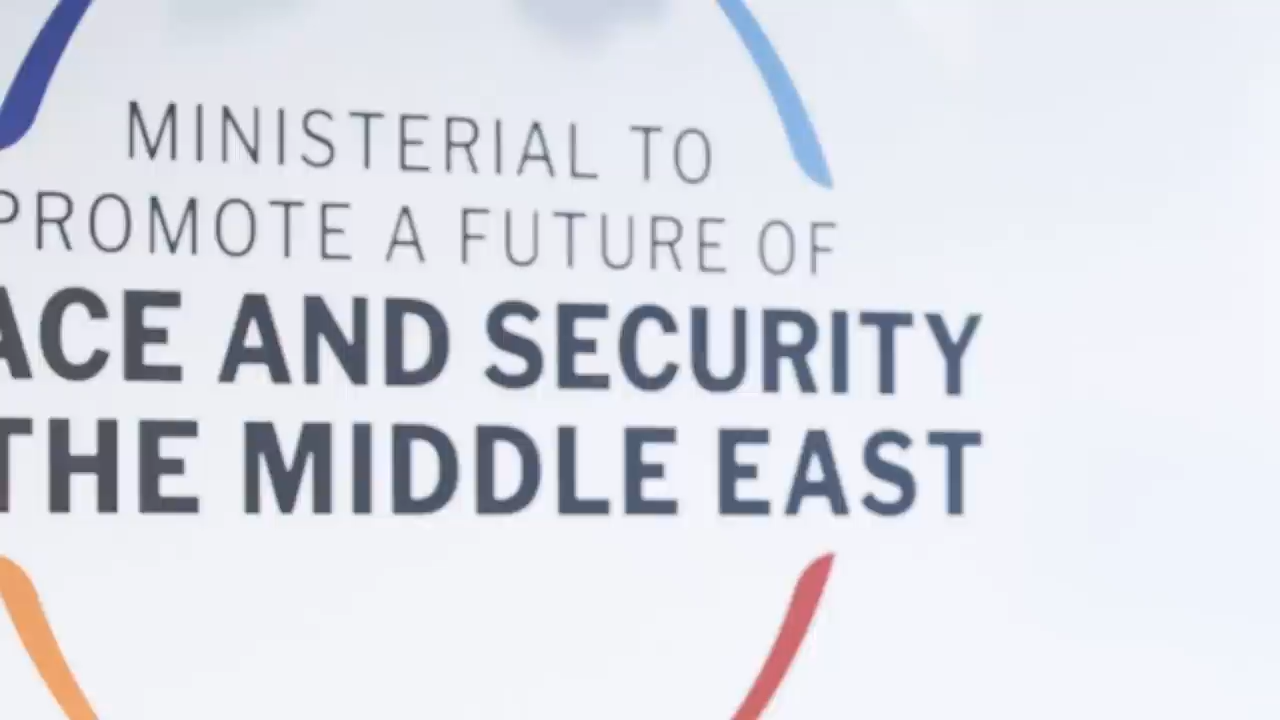 MINISTERIAL TO
PROMOTE A FUTURE OF
ACE AND SECURITY
THE MIDDLE EAST